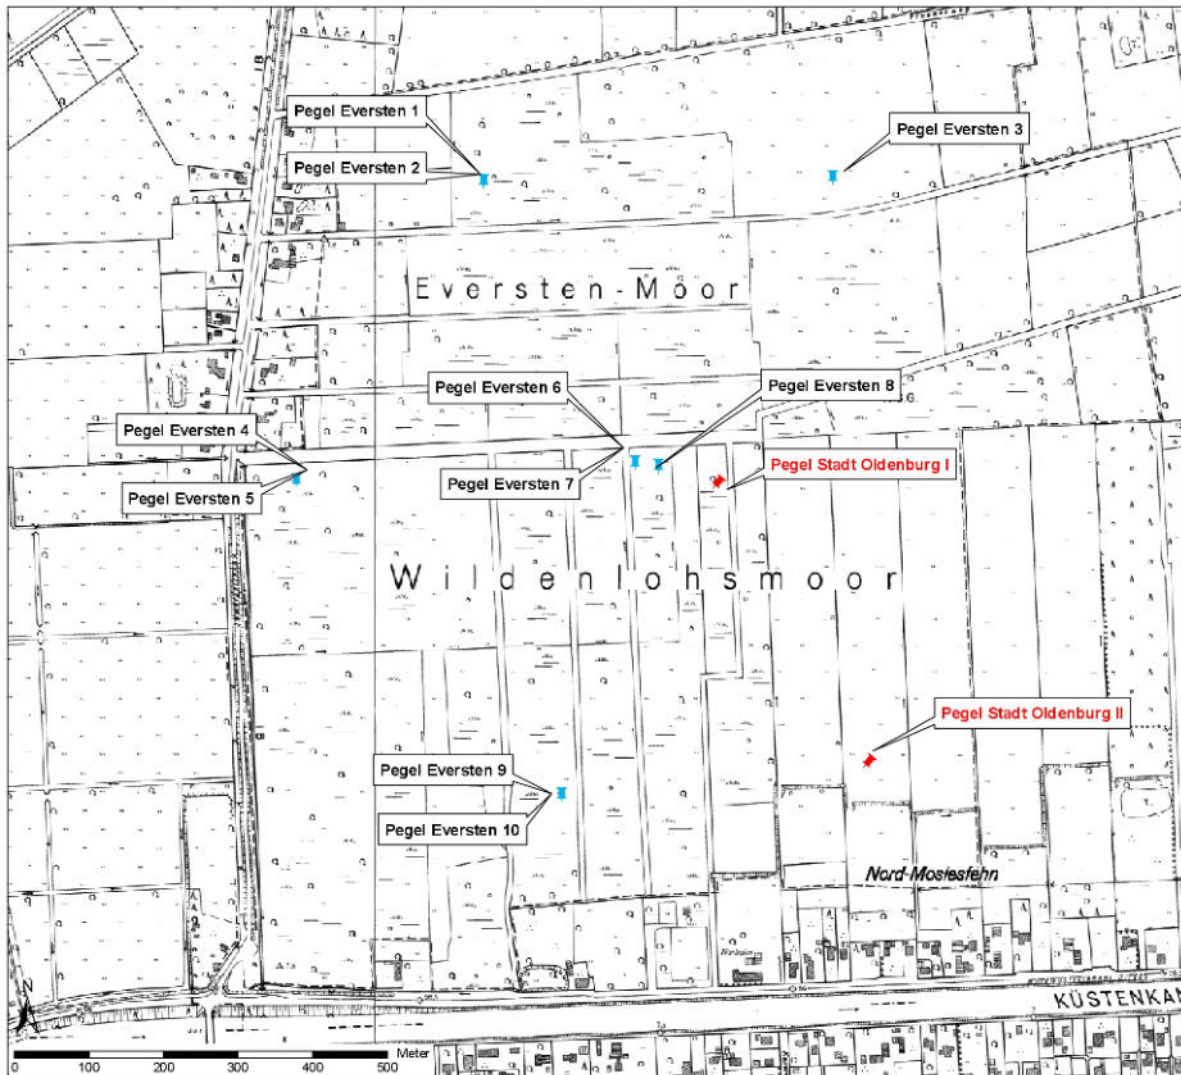 Pegel Eversten 1
Pegel Eversten 3
Pegel Eversten 2
Eversten-Moor
Pegel Eversten 6
Pegel Eversten 8
Pegel Eversten 4
Pegel Stadt Oldenburg I
Pegel Eversten 7
Pegel Eversten 5
Wildenlohsmoor
Pegel Stadt Oldenburg II
Pegel Eversten 9
Pegel Eversten 10
Nord-Moslesfehn
N
KÜSTENKAN
0 100 200 300 400 500 Meter